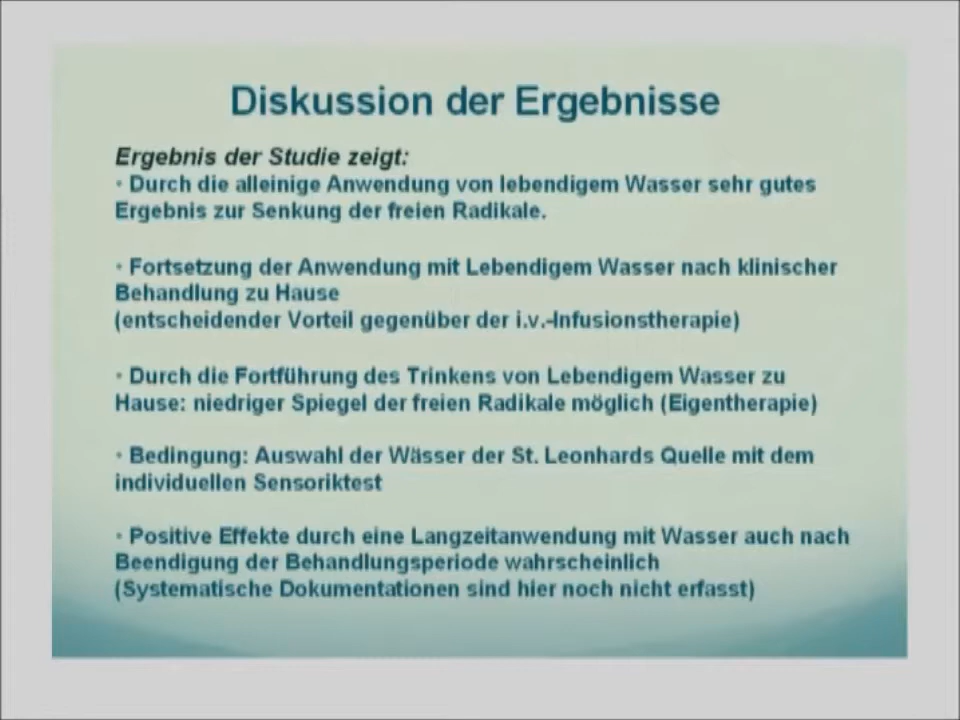 Diskussion der Ergebnisse
Ergebnis der Studie zeigt:
• Durch die alleinige Anwendung von lebendigem Wasser sehr gutes
Ergebnis zur Senkung der freien Radikale.
• Fortsetzung der Anwendung mit Lebendigem Wasser nach klinischer
Behandlung zu Hause
(entscheidender Vorteil gegenüber der i.v.-Infusionstherapie)
• Durch die Fortführung des Trinkens von Lebendigem Wasser zu
Hause: niedriger Spiegel der freien Radikale möglich (Eigentherapie)
• Bedingung: Auswahl der Wässer der St. Leonhards Quelle mit dem
individuellen Sensoriktest
• Positive Effekte durch eine Langzeitanwendung mit Wasser auch nach
Beendigung der Behandlungsperiode wahrscheinlich
(Systematische Dokumentationen sind hier noch nicht erfasst)